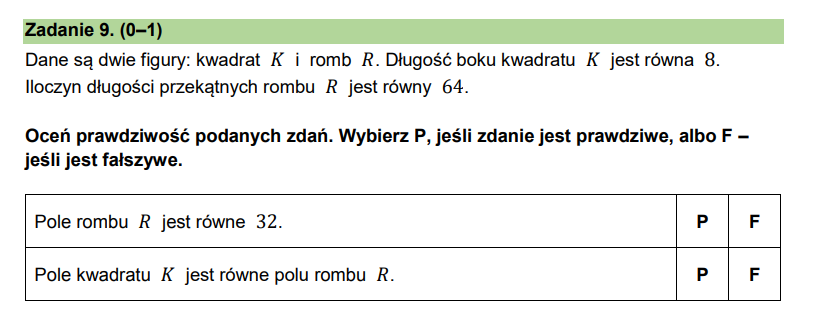 Zadanie 9. (0–1)
Dane są dwie figury: kwadrat K i romb R. Długość boku kwadratu K jest równa 8.
Iloczyn długości przekątnych rombu R jest równy 64.
Oceń prawdziwość podanych zdań. Wybierz P, jeśli zdanie jest prawdziwe, albo F –
jeśli jest fałszywe.
Pole rombu R jest równe 32. P F
Pole kwadratu K jest równe polu rombu R. P F